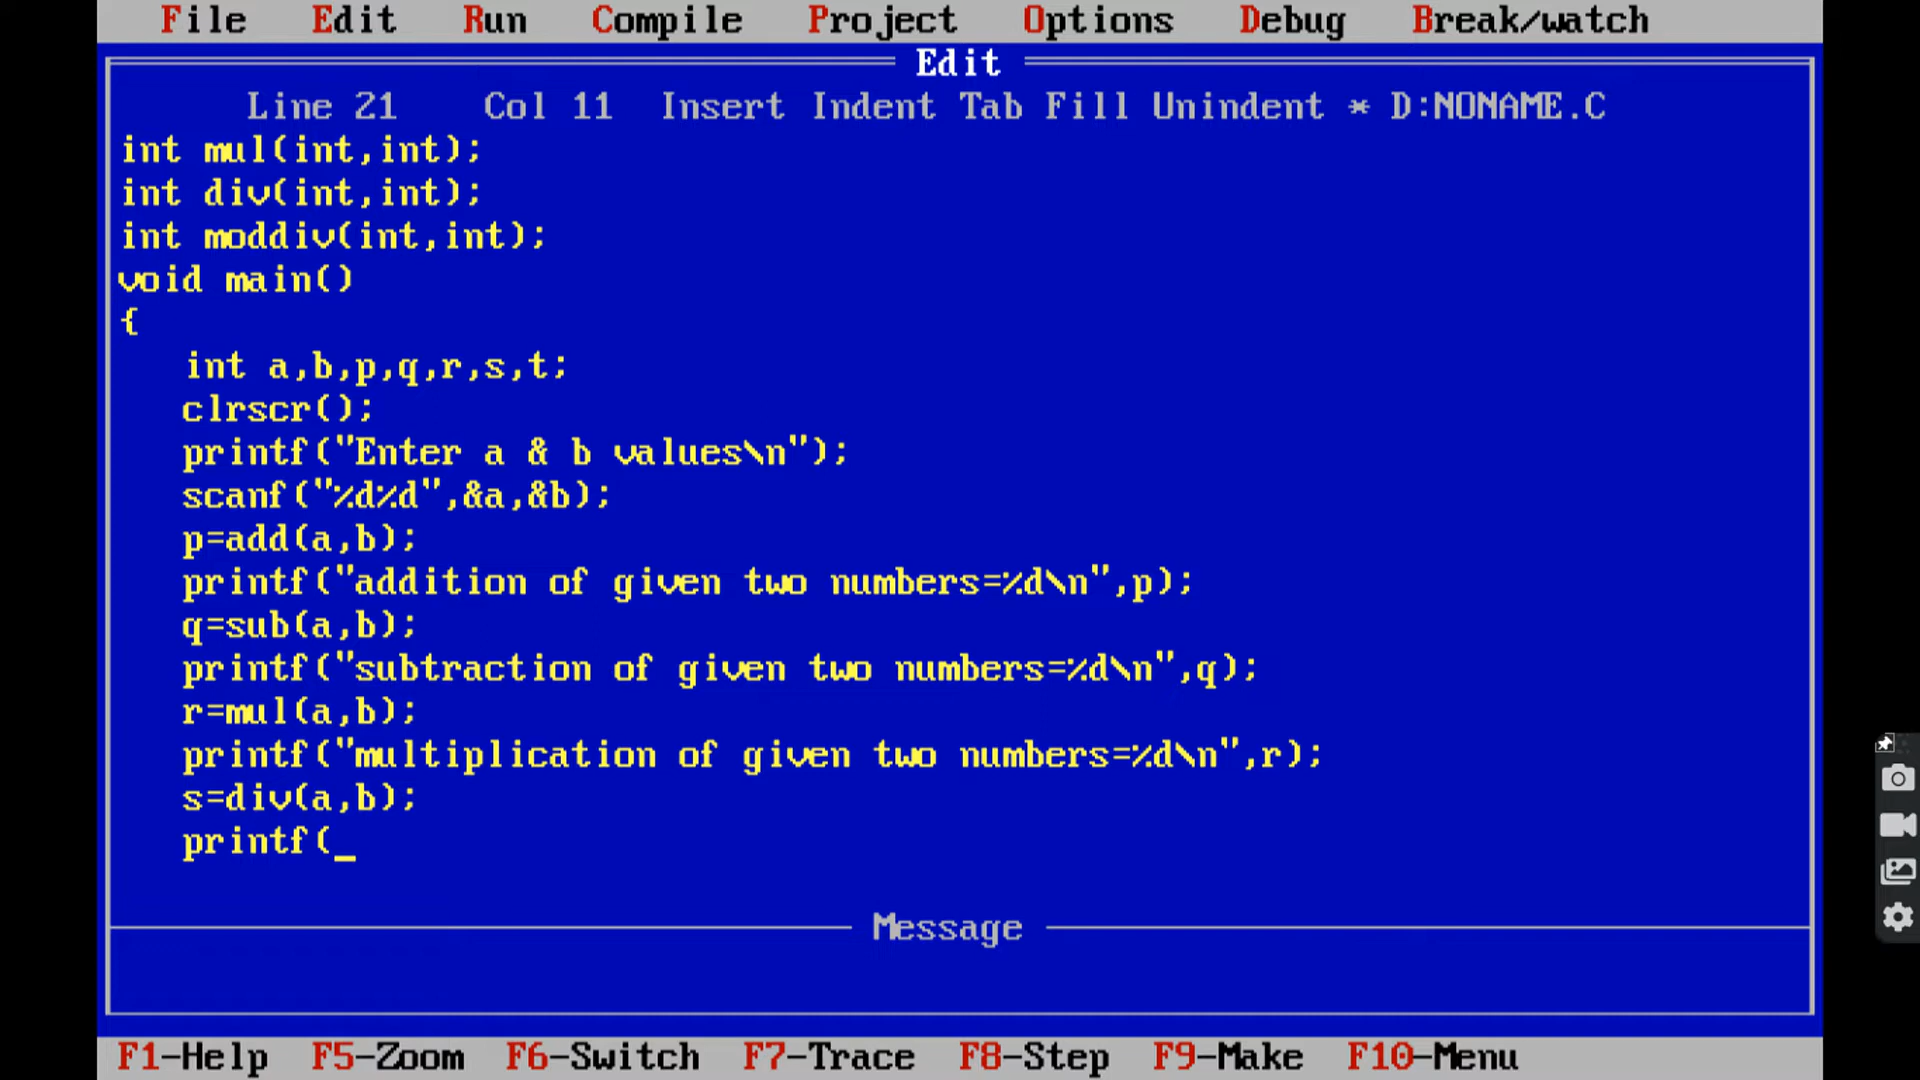 File Edit Run Compile Project Options Debug Break/watch
Edit
Line 21 Col 11 Insert Indent Tab Fill Unindent * D:NONAME.C
int mul(int,int);
int div(int,int);
int moddiv(int,int);
void main()
{
int a,b,p,q,r,s,t;
clrscr();
printf("Enter a & b values\n");
scanf("%d%d",&a,&b);
p=add(a,b);
printf("addition of given two numbers=%d\n",p);
q=sub(a,b);
printf("subtraction of given two numbers=%d\n",q);
r=mul(a,b);
printf("multiplication of given two numbers=%d\n",r);
s=div(a,b);
printf(_
Message
F1-Help F5-Zoom F6-Switch F7-Trace F8-Step F9-Make F10-Menu